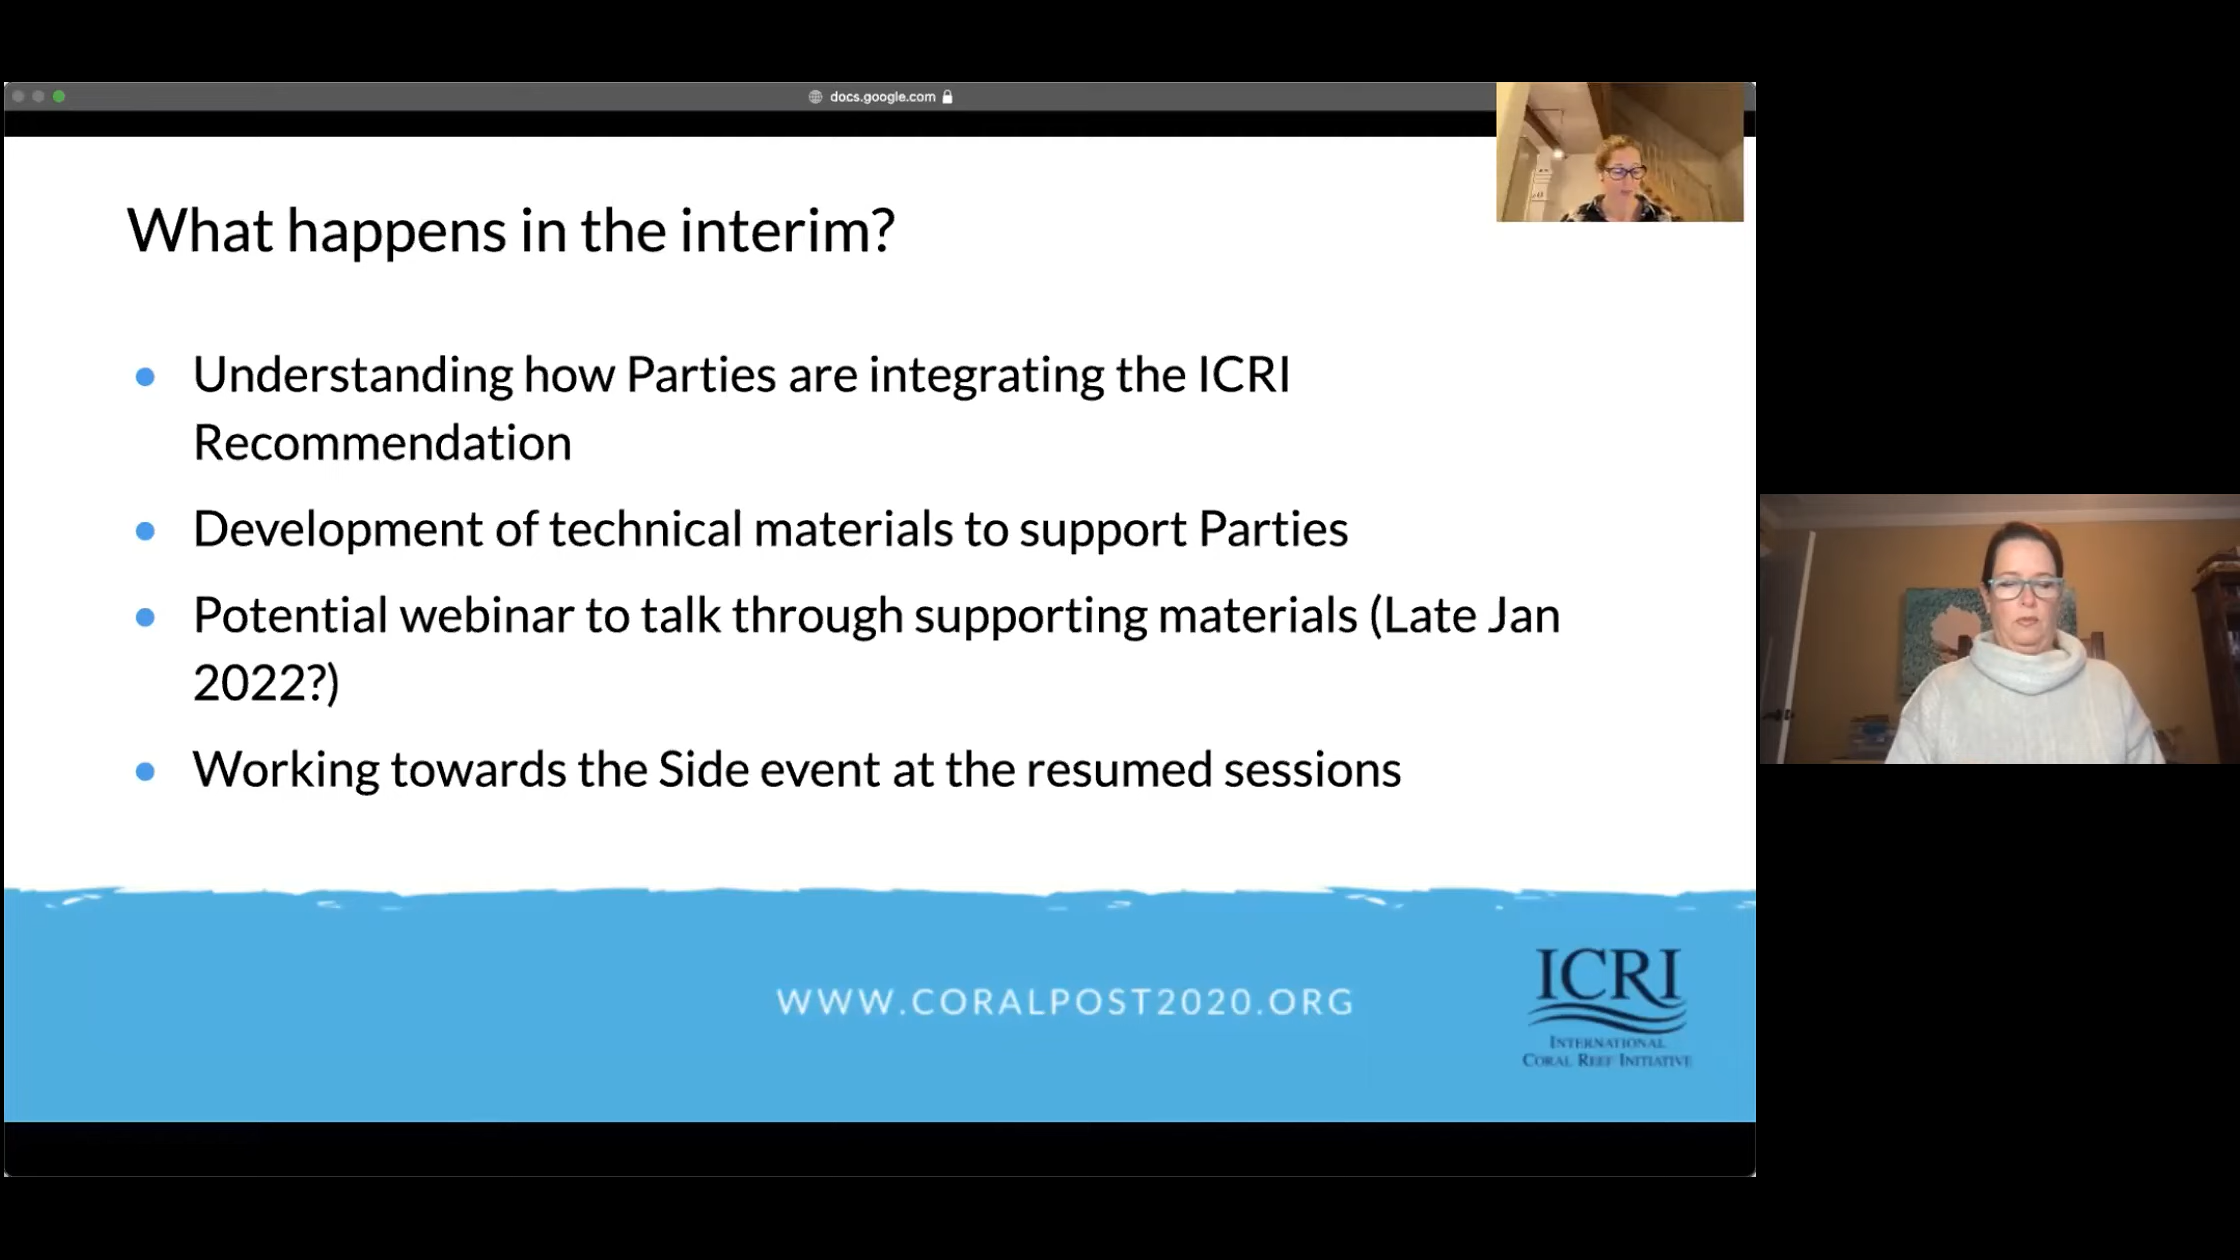 docs.google.com
What happens in the interim?
Understanding how Parties are integrating the ICRI
Recommendation
Development of technical materials to support Parties
Potential webinar to talk through supporting materials (Late Jan
2022?)
Working towards the Side event at the resumed sessions
WWW.CORALPOST2020.ORG
ICRI
INTERNATIONAL
CORAL REEF INITIATIVE